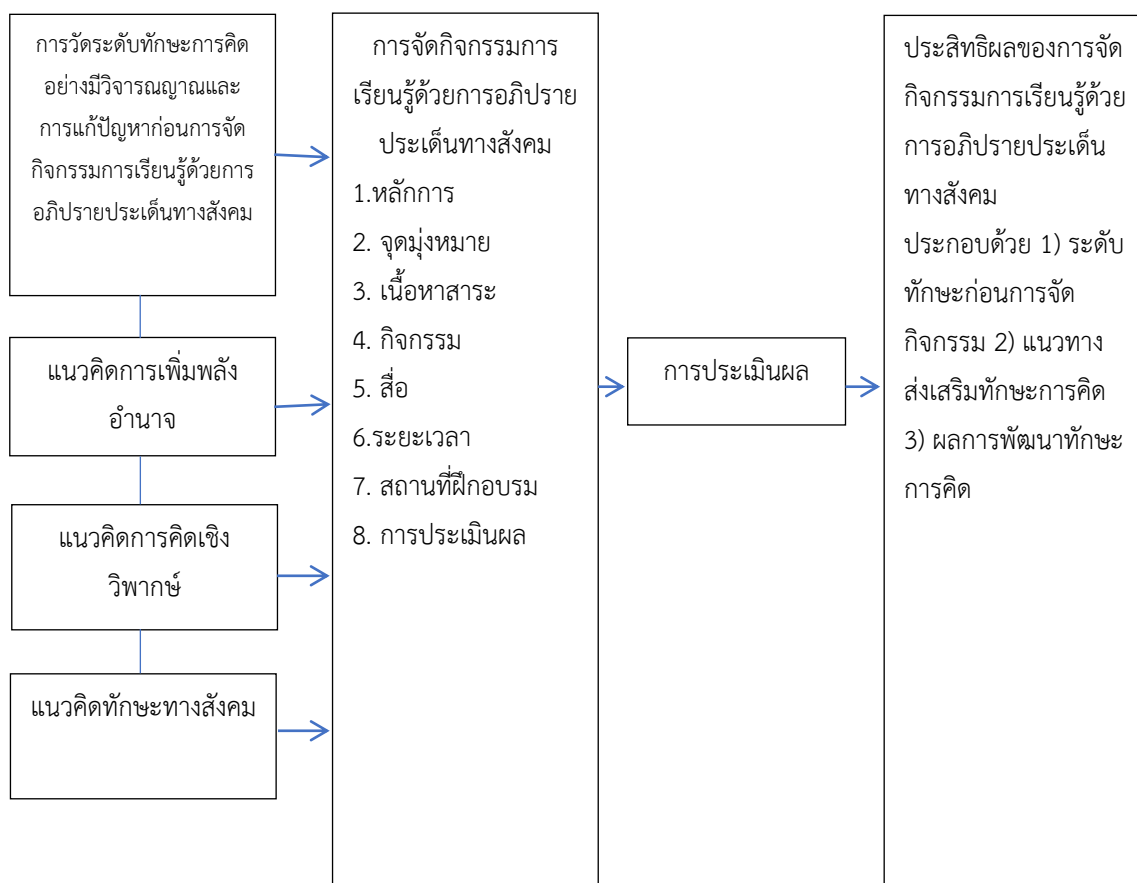 การวัดระดับทักษะการคิด
อย่างมีวิจารณญาณและ
การแก้ปัญหาก่อนการจัด
กิจกรรมการเรียนรู้ด้วยการ
อภิปรายประเด็นทางสังคม
แนวคิดการเพิ่มพลัง
อำนาจ
แนวคิดการคิดเชิง
วิพากษ์
แนวคิดทักษะทางสังคม
การจัดกิจกรรมการ
เรียนรู้ด้วยการอภิปราย
ประเด็นทางสังคม
1.หลักการ
2. จุดมุ่งหมาย
3. เนื้อหาสาระ
4. กิจกรรม
5. สื่อ
6.ระยะเวลา
7. สถานที่ฝึกอบรม
8. การประเมินผล
การประเมินผล
ประสิทธิผลของการจัด
กิจกรรมการเรียนรู้ด้วย
การอภิปรายประเด็น
ทางสังคม
ประกอบด้วย 1) ระดับ
ทักษะก่อนการจัด
กิจกรรม 2) แนวทาง
ส่งเสริมทักษะการคิด
3) ผลการพัฒนาทักษะ
การคิด